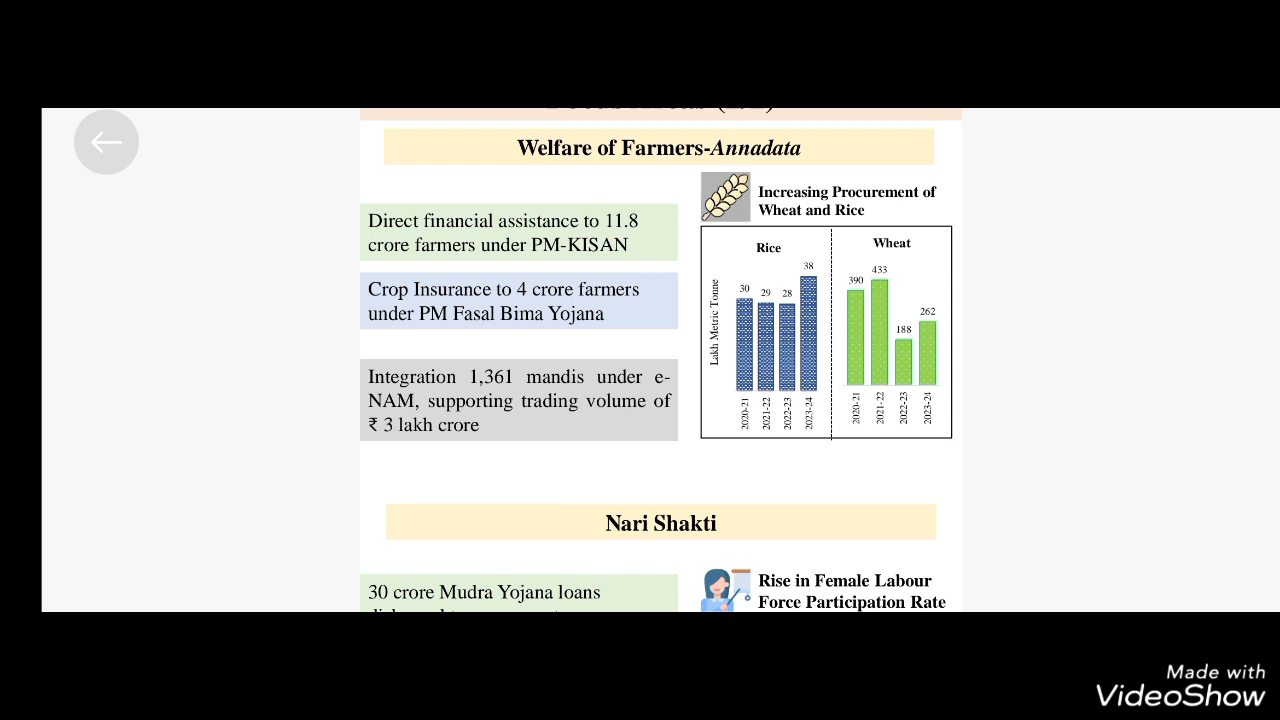 Welfare of Farmers-Annadata
Direct financial assistance to 11.8
crore farmers under PM-KISAN
Crop Insurance to 4 crore farmers
under PM Fasal Bima Yojana
Integration 1,361 mandis under e-
NAM, supporting trading volume of
₹ 3 lakh crore
Increasing Procurement of
Wheat and Rice
Rice
Wheat
Lakh Metric Tonne
30
29
28
38
390
433
188
262
2020-21
2021-22
2022-23
2023-24
2020-21
2021-22
2022-23
2023-24
Nari Shakti
30 crore Mudra Yojana loans
Rise in Female Labour
Force Participation Rate
Made with
VideoShow